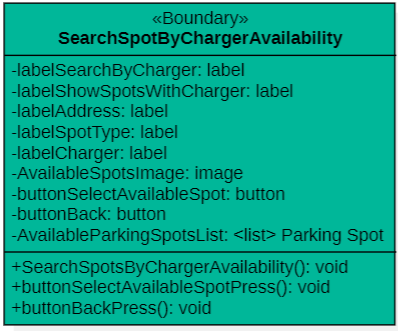 «Boundary»
SearchSpotByChargerAvailability
-labelSearchByCharger: label
-labelShowSpotsWithCharger: label
-labelAddress: label
-labelSpotType: label
-labelCharger: label
-AvailableSpotsImage: image
-buttonSelectAvailableSpot: button
-buttonBack: button
-AvailableParkingSpotsList: <list> Parking Spot
+SearchSpotsByChargerAvailability(): void
+buttonSelectAvailableSpotPress(): void
+buttonBackPress(): void